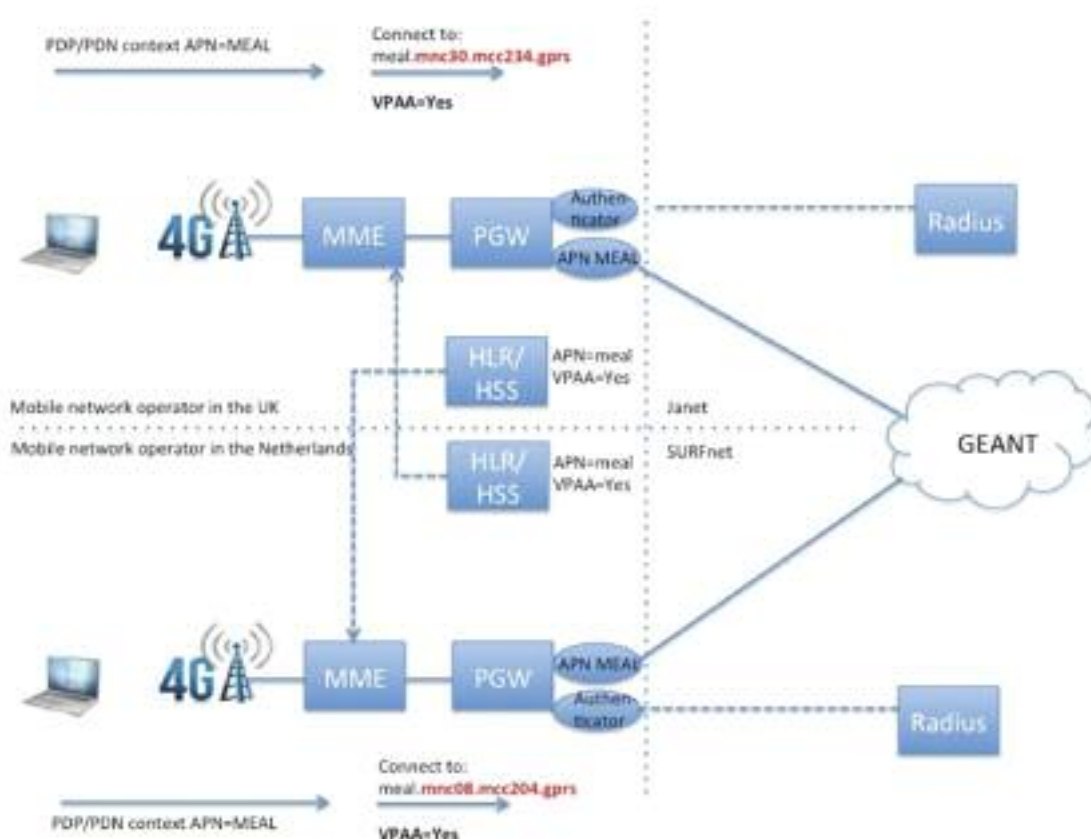 PDP/PDN context APN=MEAL
Connect to:
meal.mnc30.mcc234.gprs
VPAA=Yes
4G
MME
PGW
Authen-
ticator
APN MEAL
Radius
HLR/
HSS
APN=meal
VPAA=Yes
Mobile network operator in the UK
Janet
Mobile network operator in the Netherlands
SURFnet
HLR/
HSS
APN=meal
VPAA=Yes
GEANT
4G
MME
PGW
APN MEAL
Authen-
ticator
Radius
Connect to:
meal.mnc08.mcc204.gprs
PDP/PDN context APN=MEAL
VPAA=Yes